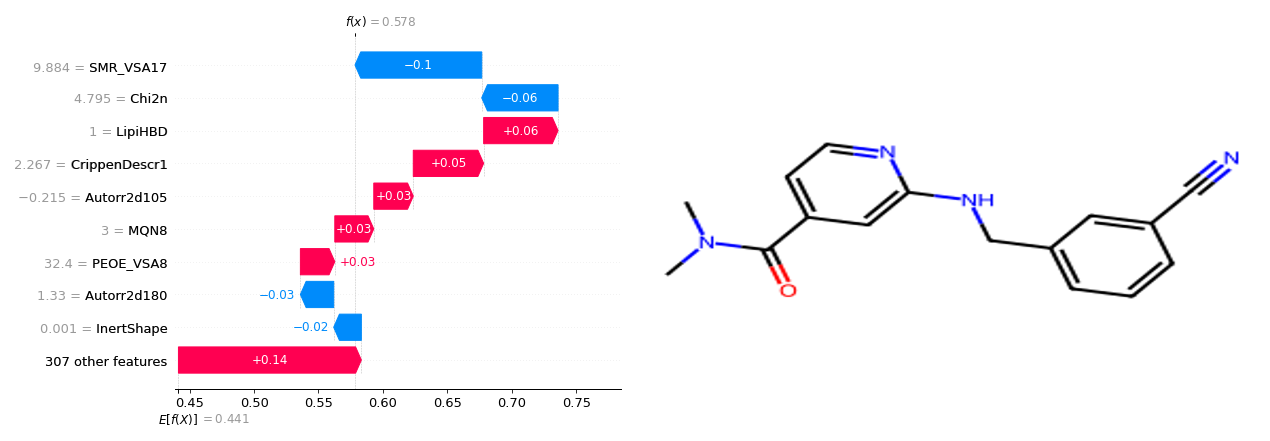 f(x) = 0.578
9.884 = SMR_VSA17
−0.1
4.795 = Chi2n
−0.06
1 = LipiHBD
+0.06
2.267 = CrippenDescr1
+0.05
−0.215 = Autorr2d105
+0.03
3 = MQN8
+0.03
32.4 = PEOE_VSA8
+0.03
1.33 = Autorr2d180
−0.03
0.001 = InertShape
−0.02
307 other features
+0.14
0.45 0.50 0.55 0.60 0.65 0.70 0.75
E[f(X)] = 0.441
N
NH
N
N
O